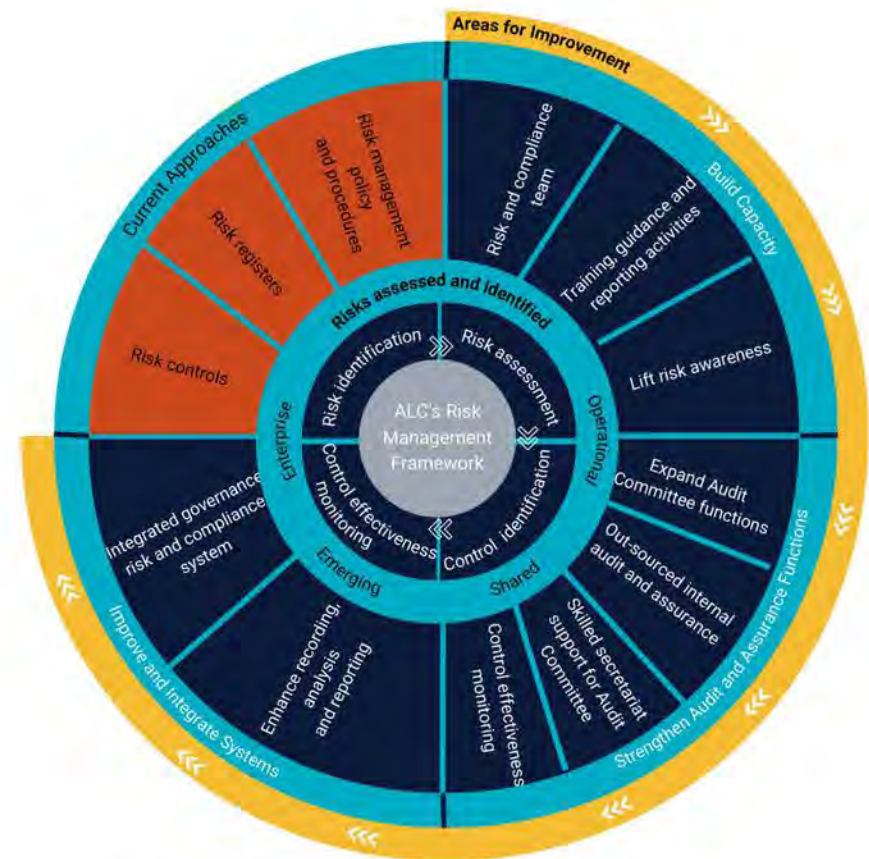 Areas for Improvement
Current Approaches
Risk controls
Risk registers
Risk management
policy
and procedures
Build Capacity
Risk and compliance
team
Training, guidance and
reporting activities
Lift risk awareness
Strengthen Audit and Assurance Functions
Expand Audit
Committee functions
Out-sourced internal
audit and assurance
Skilled secretariat
support for Audit
Committee
Control effectiveness
monitoring
Improve and Integrate Systems
Enhance recording,
analysis
and reporting
Integrated governance
risk and compliance
system
Risks assessed and identified
Operational
Shared
Emerging
Enterprise
Risk identification
Risk assessment
Control identification
Control effectiveness
monitoring
ALC's Risk
Management
Framework